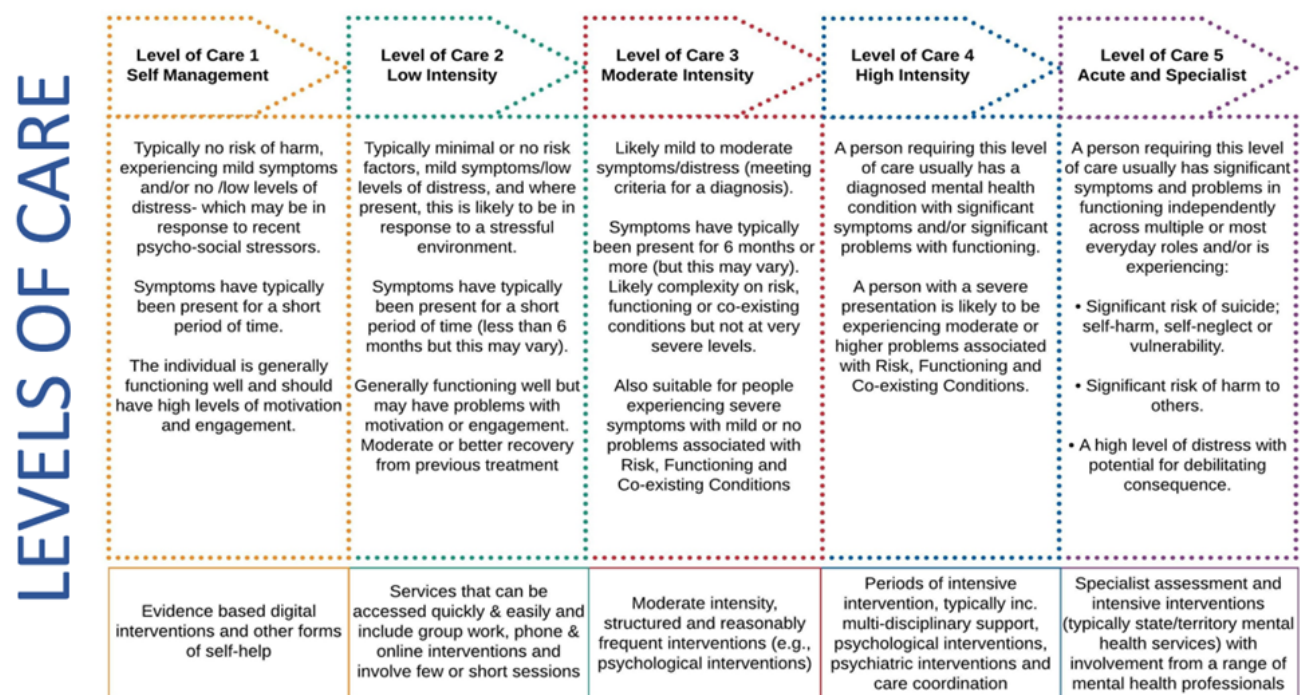 LEVELS OF CARE
Level of Care 1
Self Management
Typically no risk of harm,
experiencing mild symptoms
and/or no /low levels of
distress- which may be in
response to recent
psycho-social stressors.
Symptoms have typically
been present for a short
period of time.
The individual is generally
functioning well and should
have high levels of motivation
and engagement.
Evidence based digital
interventions and other forms
of self-help
Level of Care 2
Low Intensity
Typically minimal or no risk
factors, mild symptoms/low
levels of distress, and where
present, this is likely to be in
response to a stressful
environment.
Symptoms have typically
been present for a short
period of time (less than 6
months but this may vary).
Generally functioning well but
may have problems with
motivation or engagement.
Moderate or better recovery
from previous treatment
Services that can be
accessed quickly & easily and
include group work, phone &
online interventions and
involve few or short sessions
Level of Care 3
Moderate Intensity
Likely mild to moderate
symptoms/distress (meeting
criteria for a diagnosis).
Symptoms have typically
been present for 6 months or
more (but this may vary).
Likely complexity on risk,
functioning or co-existing
conditions but not at very
severe levels.
Also suitable for people
experiencing severe
symptoms with mild or no
problems associated with
Risk, Functioning and
Co-existing Conditions
Moderate intensity,
structured and reasonably
frequent interventions (e.g.,
psychological interventions)
Level of Care 4
High Intensity
A person requiring this level
of care usually has a
diagnosed mental health
condition with significant
symptoms and/or significant
problems with functioning.
A person with a severe
presentation is likely to be
experiencing moderate or
higher problems associated
with Risk, Functioning and
Co-existing Conditions.
Periods of intensive
intervention, typically inc.
multi-disciplinary support,
psychological interventions,
psychiatric interventions and
care coordination
Level of Care 5
Acute and Specialist
A person requiring this level
of care usually has significant
symptoms and problems in
functioning independently
across multiple or most
everyday roles and/or is
experiencing:
• Significant risk of suicide;
self-harm, self-neglect or
vulnerability.
• Significant risk of harm to
others.
• A high level of distress with
potential for debilitating
consequence.
Specialist assessment and
intensive interventions
(typically state/territory mental
health services) with
involvement from a range of
mental health professionals